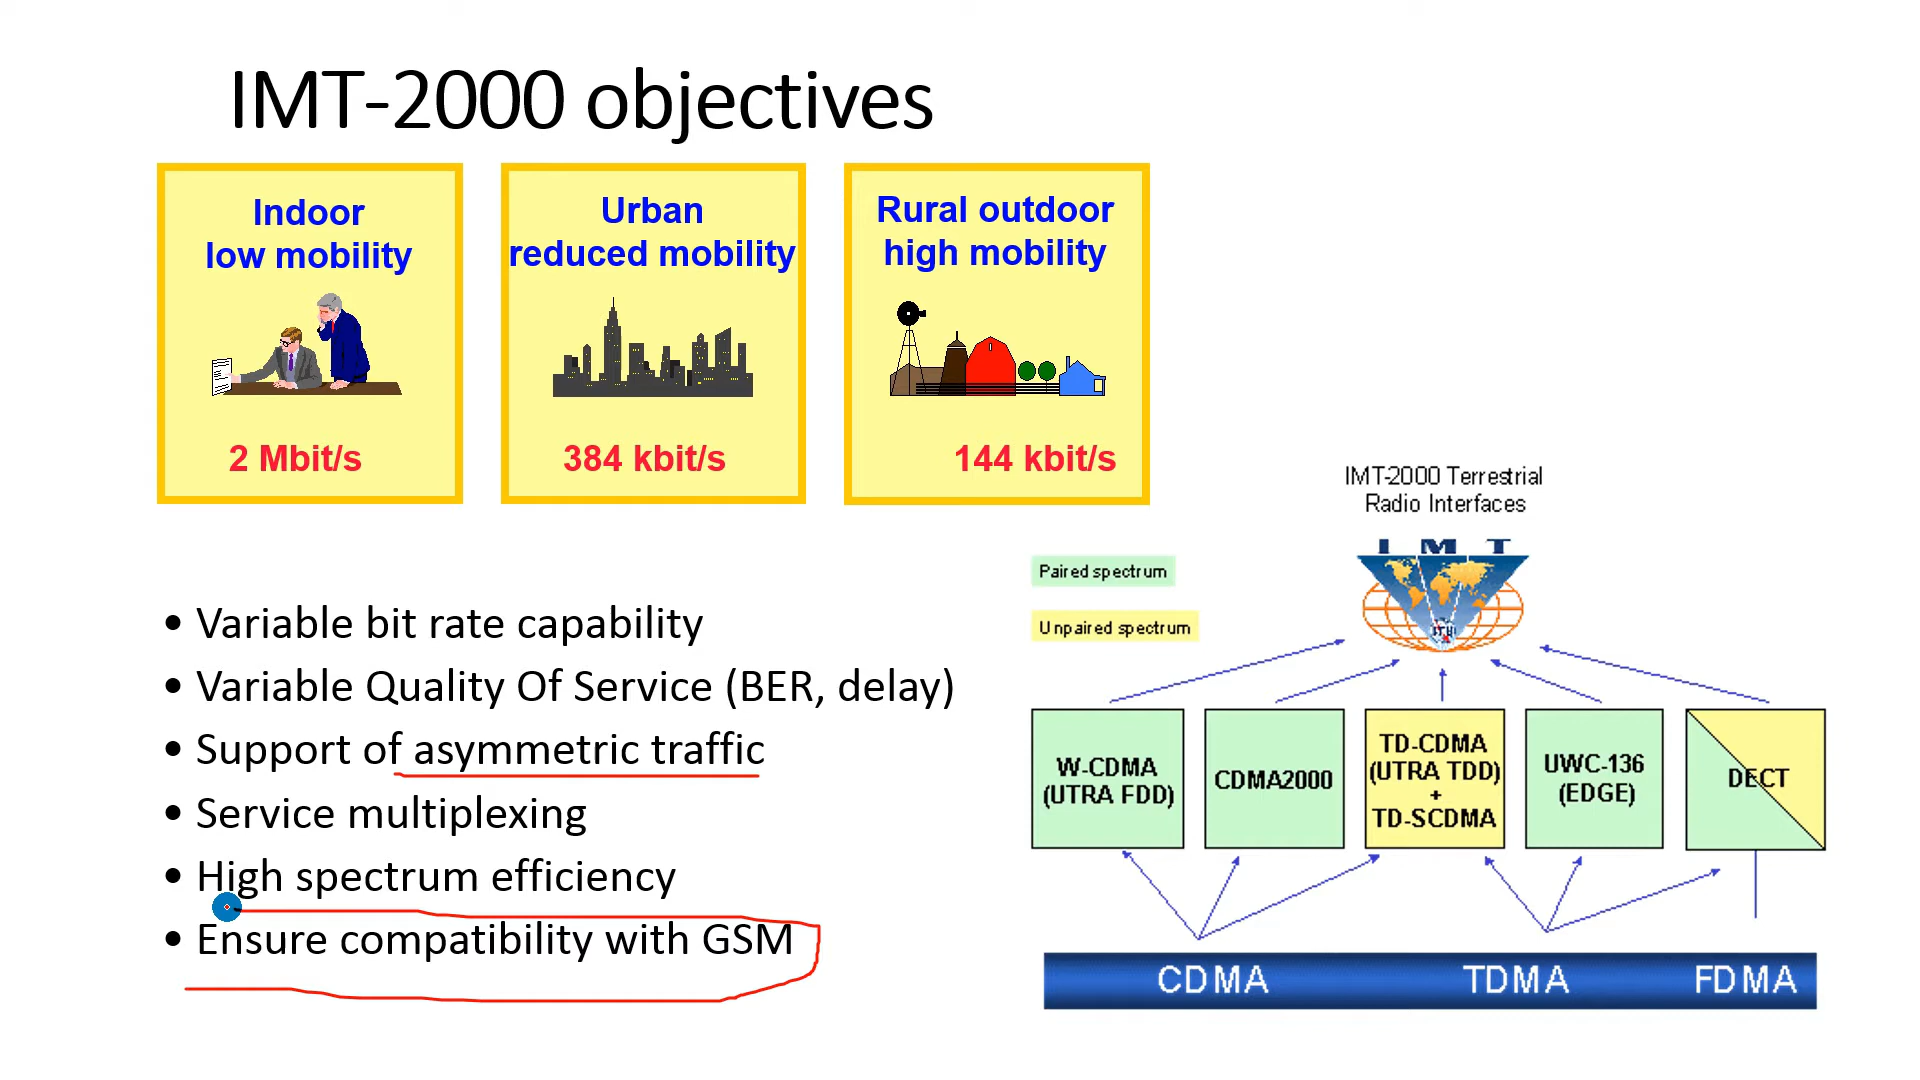 IMT-2000 objectives
Indoor
low mobility
2 Mbit/s
Urban
reduced mobility
384 kbit/s
Rural outdoor
high mobility
144 kbit/s
• Variable bit rate capability
• Variable Quality Of Service (BER, delay)
• Support of asymmetric traffic
• Service multiplexing
• High spectrum efficiency
• Ensure compatibility with GSM
IMT-2000 Terrestrial
Radio Interfaces
I M T
Paired spectrum
Unpaired spectrum
W-CDMA
(UTRA FDD)
CDMA2000
TD-CDMA
(UTRA TDD)
+
TD-SCDMA
UWC-136
(EDGE)
DECT
CDMA
TDMA
FDMA